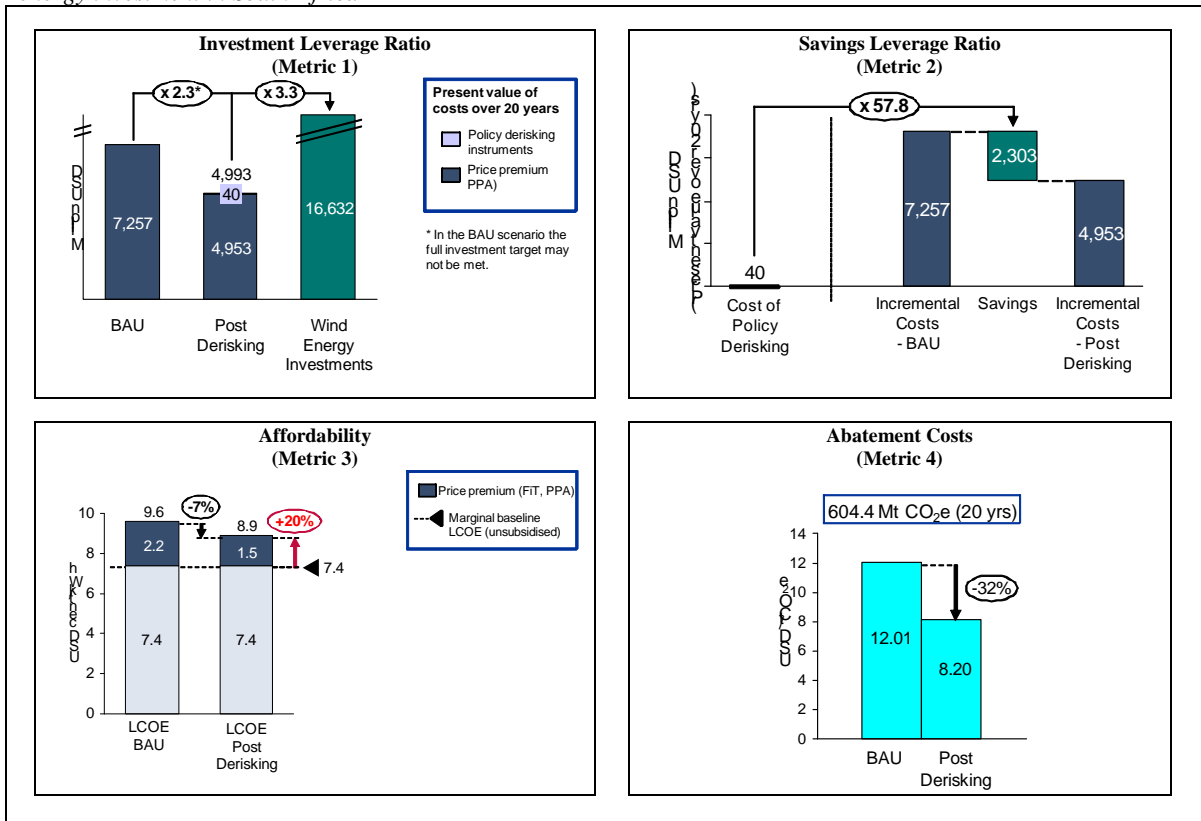 Investment Leverage Ratio
(Metric 1)
x 2.3*
x 3.3
Present value of
costs over 20 years
Policy derisking
instruments
Price premium
PPA)
* In the BAU scenario the
full investment target may
not be met.
4,993
40
7,257
4,953
16,632
BAU
Post
Derisking
Wind
Energy
Investments
Savings Leverage Ratio
(Metric 2)
x 57.8
2,303
7,257
4,953
40
Cost of
Policy
Derisking
Incremental
Costs
- BAU
Savings
Incremental
Costs
- Post
Derisking
Affordability
(Metric 3)
Price premium (FiT, PPA)
Marginal baseline
LCOE (unsubsidised)
USD cent/kWh
10
8
6
4
2
0
9.6
-7%
8.9
+20%
2.2
1.5
7.4
7.4
7.4
LCOE
BAU
LCOE
Post
Derisking
Abatement Costs
(Metric 4)
604.4 Mt CO₂e (20 yrs)
USD/tCO₂e
12
10
8
6
4
2
0
-32%
12.01
8.20
BAU
Post
Derisking